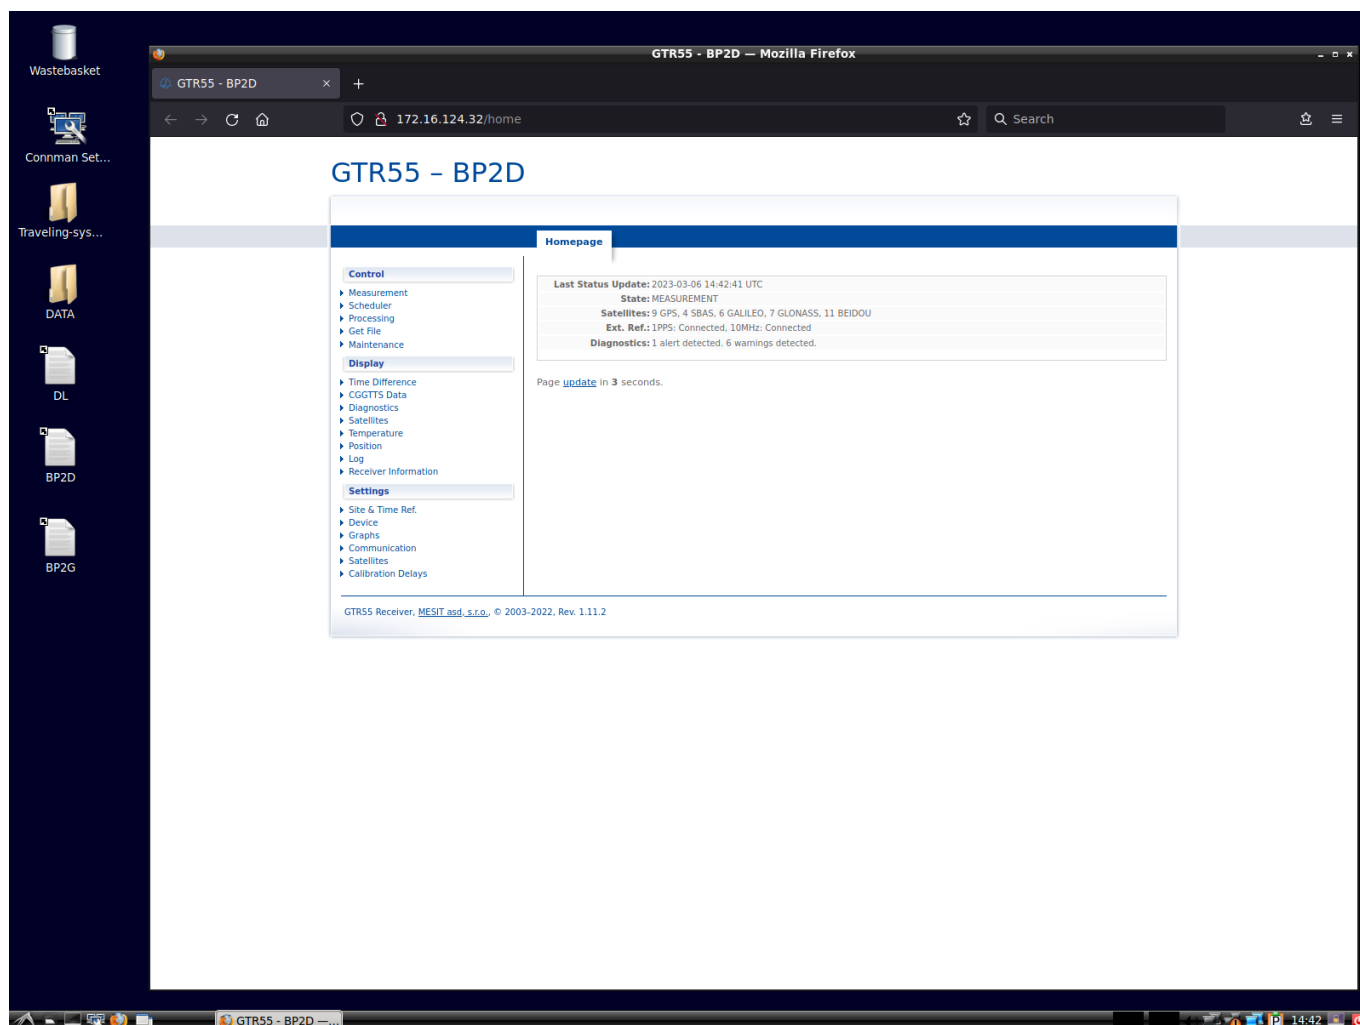 Wastebasket
Connman Set...
Traveling-sys...
DATA
DL
BP2D
BP2G
GTR55 - BP2D — Mozilla Firefox
GTR55 - BP2D
172.16.124.32/home
Search
GTR55 – BP2D
Homepage
Control
Measurement
Scheduler
Processing
Get File
Maintenance
Display
Time Difference
CGGTTS Data
Diagnostics
Satellites
Temperature
Position
Log
Receiver Information
Settings
Site & Time Ref.
Device
Graphs
Communication
Satellites
Calibration Delays
Last Status Update: 2023-03-06 14:42:41 UTC
State: MEASUREMENT
Satellites: 9 GPS, 4 SBAS, 6 GALILEO, 7 GLONASS, 11 BEIDOU
Ext. Ref.: 1PPS: Connected, 10MHz: Connected
Diagnostics: 1 alert detected. 6 warnings detected.
Page update in 3 seconds.
GTR55 Receiver, MESIT asd, s.r.o., © 2003-2022, Rev. 1.11.2
GTR55 - BP2D —...
14:42